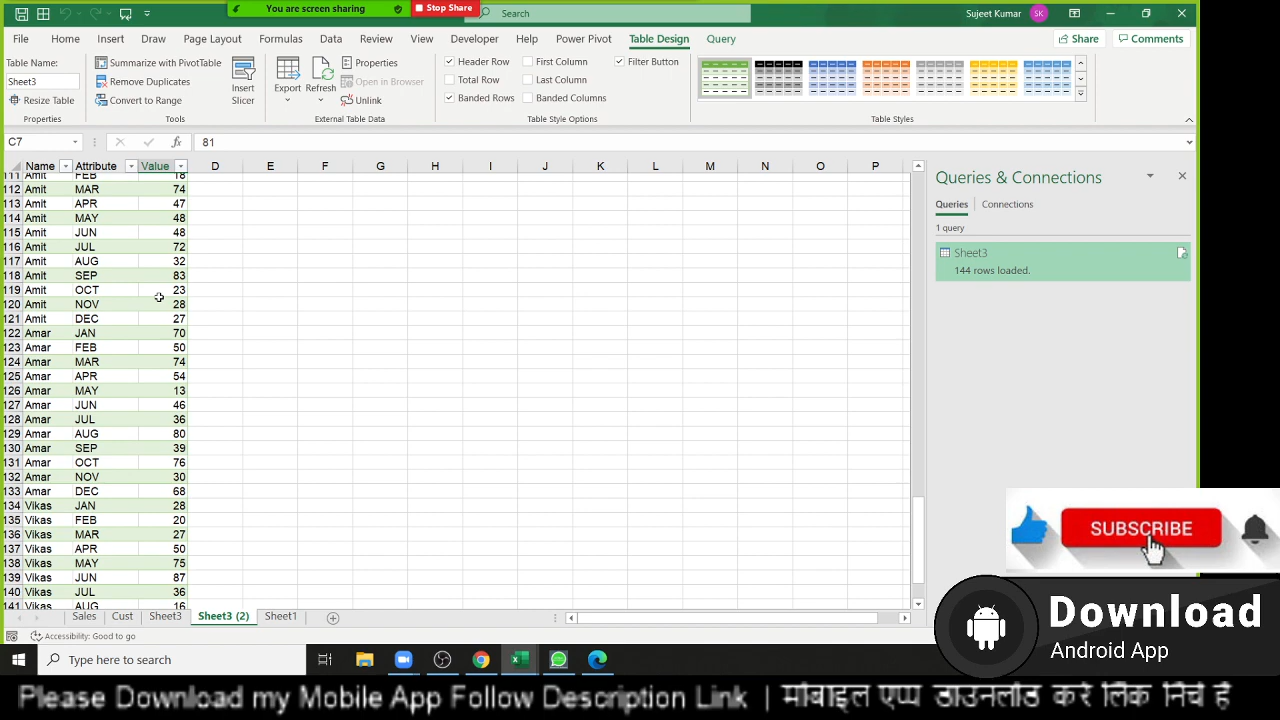 You are screen sharing
Stop Share
Search
Sujeet Kumar
SK
File Home Insert Draw Page Layout Formulas Data Review View Developer Help Power Pivot Table Design Query
Share
Comments
Table Name:
Sheet3
Resize Table
Properties
Summarize with PivotTable
Remove Duplicates
Convert to Range
Tools
Insert
Slicer
Export
Refresh
Properties
Open in Browser
Unlink
External Table Data
Header Row
Total Row
Banded Rows
First Column
Last Column
Banded Columns
Filter Button
Table Style Options
Table Styles
C7
fx
81
Name Attribute Value D E F G H I J K L M N O P
111 Amit FEB 18
112 Amit MAR 74
113 Amit APR 47
114 Amit MAY 48
115 Amit JUN 48
116 Amit JUL 72
117 Amit AUG 32
118 Amit SEP 83
119 Amit OCT 23
120 Amit NOV 28
121 Amit DEC 27
122 Amar JAN 70
123 Amar FEB 50
124 Amar MAR 74
125 Amar APR 54
126 Amar MAY 13
127 Amar JUN 46
128 Amar JUL 36
129 Amar AUG 80
130 Amar SEP 39
131 Amar OCT 76
132 Amar NOV 30
133 Amar DEC 68
134 Vikas JAN 28
135 Vikas FEB 20
136 Vikas MAR 27
137 Vikas APR 50
138 Vikas MAY 75
139 Vikas JUN 87
140 Vikas JUL 36
141 Vikas AUG 16
Queries & Connections
Queries
Connections
1 query
Sheet3
144 rows loaded.
SUBSCRIBE
Download
Android App
Sales Cust Sheet3 Sheet3 (2) Sheet1
Accessibility: Good to go
Type here to search
Please Download my Mobile App Follow Description Link | मोबाइल एप्प डाउनलोड करे लिंक निचे है